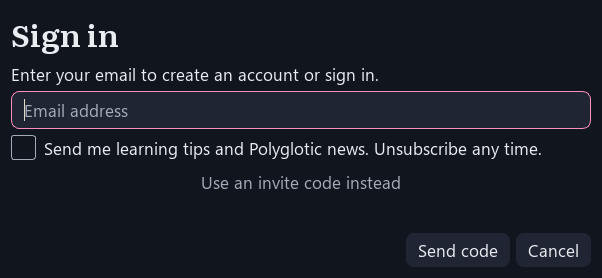 Sign in
Enter your email to create an account or sign in.
Email address
Send me learning tips and Polyglotic news. Unsubscribe any time.
Use an invite code instead
Send code Cancel